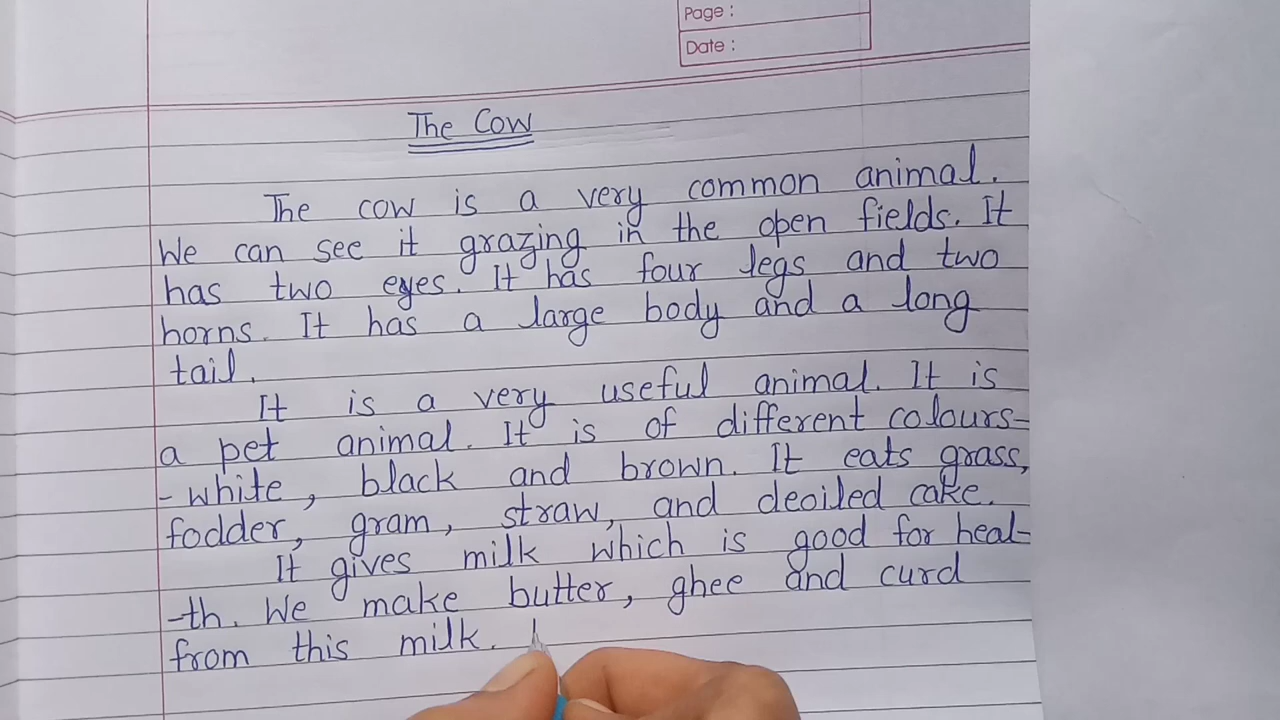 Page :
Date :
The Cow
The cow is a very common animal.
We can see it grazing in the open fields. It
has two eyes. It has four legs and two
horns. It has a large body and a long
tail.
It is a very useful animal. It is
a pet animal. It is of different colours-
-white, black and brown. It eats grass,
fodder, gram, straw, and deoiled cake.
It gives milk which is good for heal-
-th. We make butter, ghee and curd
from this milk.